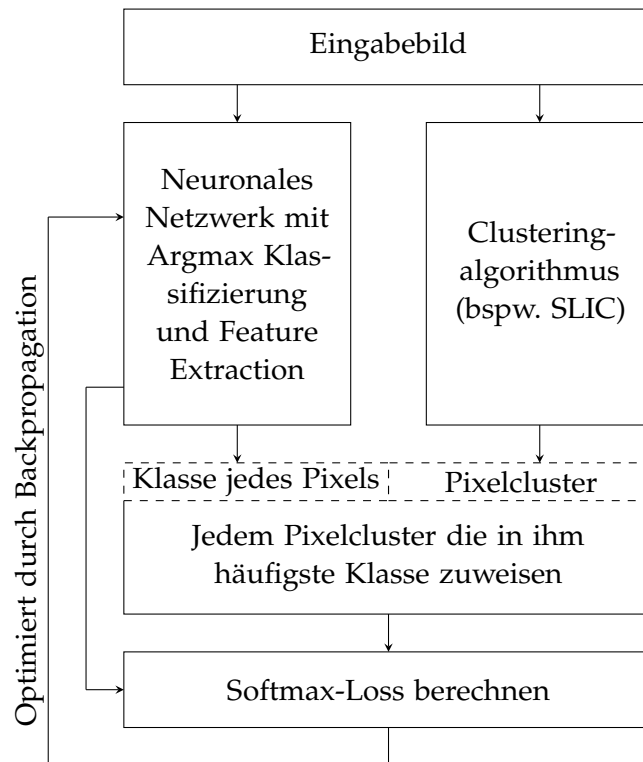 Eingabebild
Neuronales
Netzwerk mit
Argmax Klas-
sifizierung
und Feature
Extraction
Clustering-
algorithmus
(bspw. SLIC)
Optimiert durch Backpropagation
Klasse jedes Pixels
Pixelcluster
Jedem Pixelcluster die in ihm
häufigste Klasse zuweisen
Softmax-Loss berechnen